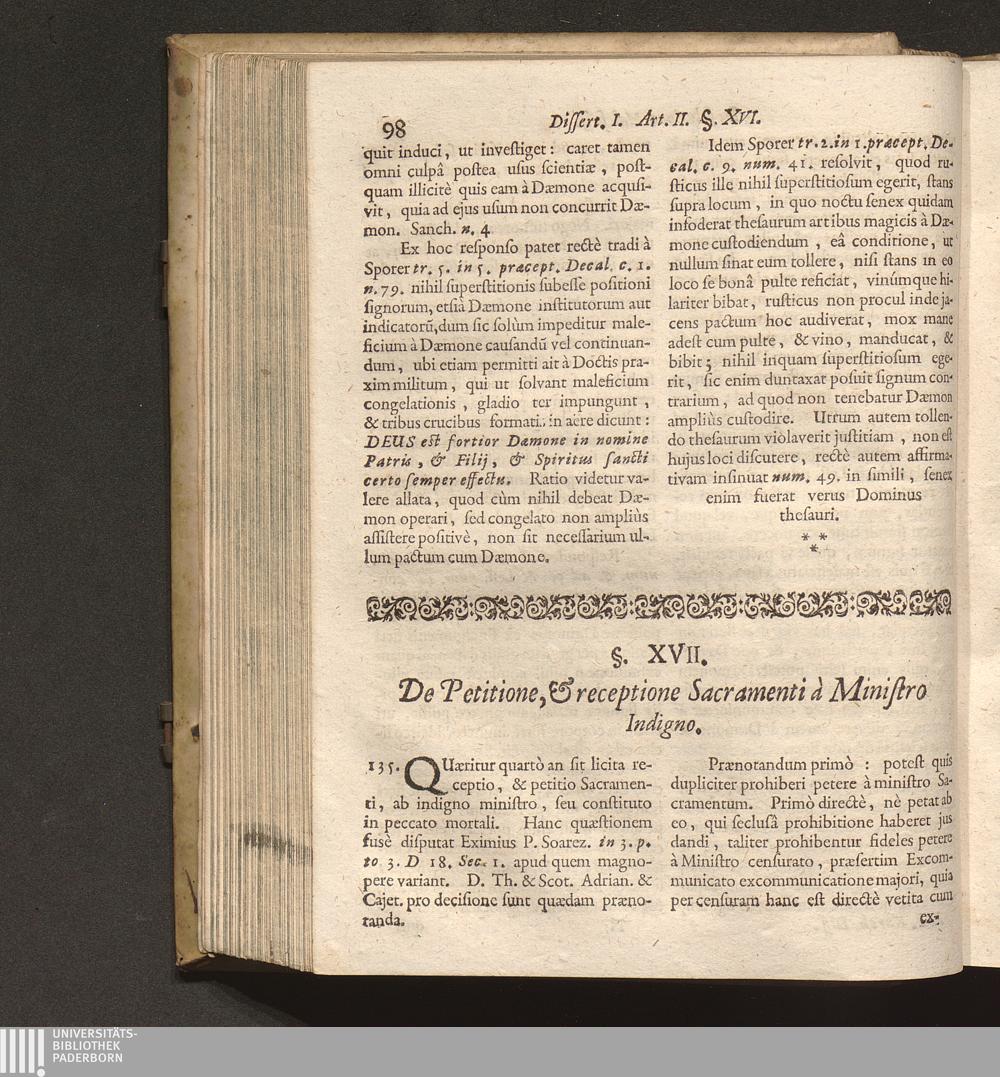 98
Dissert. I. Art. II. §. XVI.
quit induci, ut investiget: caret tamen
omni culpâ postea usus scientiæ, post-
quam illicitè quis eam à Dæmone acqusi-
vit, quia ad ejus usum non concurrit Dæ-
mon. Sanch. n. 4
Ex hoc responso patet rectè tradi à
Sporer tr. 5. in 5. præcept. Decal. c. 1.
n. 79. nihil superstitionis subesse positioni
signorum, etsi à Dæmone institutorum aut
indicatorũ, dum sic solùm impeditur male-
ficium à Dæmone causandũ vel continuan-
dum, ubi etiam permitti ait à Doctis pra-
xim militum, qui ut solvant maleficium
congelationis, gladio ter impungunt,
& tribus crucibus formatis in aëre dicunt:
DEUS est fortior Dæmone in nomine
Patris, & Filij, & Spiritus sancti
certo semper effectu. Ratio videtur va-
lere allata, quod cùm nihil debeat Dæ-
mon operari, sed congelato non ampliùs
assistere positivè, non sit necessarium ul-
lum pactum cum Dæmone.
Idem Sporer tr. 2. in 1. præcept. De-
cal. c. 9. num. 41. resolvit, quod ru-
sticus ille nihil superstitiosum egerit, stans
supra locum, in quo noctu senex quidam
infoderat thesaurum artibus magicis à Dæ-
mone custodiendum, eâ conditione, ut
nullum sinat eum tollere, nisi stans in eo
loco se bonâ pulte reficiat, vinúmque hi-
lariter bibat, rusticus non procul inde ja-
cens pactum hoc audiverat, mox mane
adest cum pulte, & vino, manducat, &
bibit; nihil inquam superstitiosum ege-
rit, sic enim duntaxat posuit signum con-
trarium, ad quod non tenebatur Dæmon
ampliùs custodire. Utrum autem tollen-
do thesaurum violaverit justitiam, non est
hujus loci discutere, rectè autem affirma-
tivam insinuat num. 49. in simili, senex
enim fuerat verus Dominus
thesauri.
* *
*
§. XVII.
De Petitione, & receptione Sacramenti à Ministro
Indigno.
135. QUæritur quartò an sit licita re-
ceptio, & petitio Sacramen-
ti, ab indigno ministro, seu constituto
in peccato mortali. Hanc quæstionem
fusè disputat Eximius P. Soarez. in 3. p.
to 3. D 18. Sec. 1. apud quem magno-
pere variant. D. Th. & Scot. Adrian. &
Cajet. pro decisione sunt quædam præno-
tanda.
Prænotandum primò : potest quis
dupliciter prohiberi petere à ministro Sa-
cramentum. Primò directè, nè petat ab
eo, qui seclusâ prohibitione haberet jus
dandi, taliter prohibentur fideles petere
à Ministro censurato, præsertim Excom-
municato excommunicatione majori, quia
per censuram hanc est directè vetita cum
ex-
UNIVERSITÄTS-
BIBLIOTHEK
PADERBORN